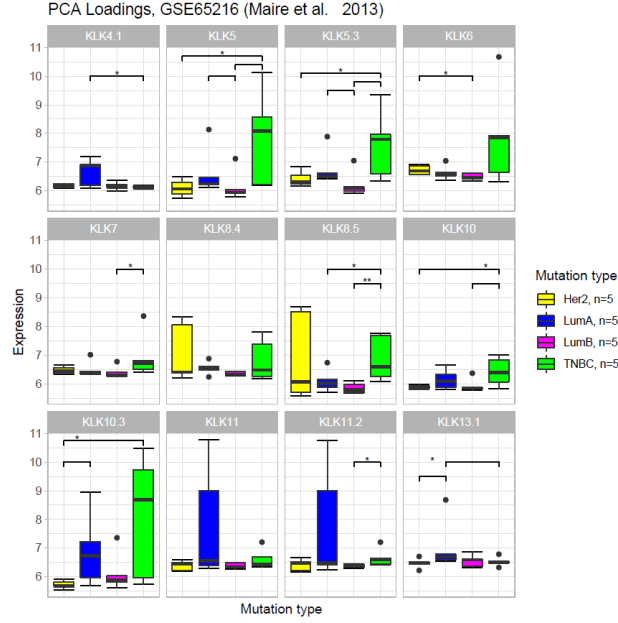 PCA Loadings, GSE65216 (Maire et al. 2013)
KLK4.1 KLK5 KLK5.3 KLK6
11
10
9
8
7
6
* * * *
KLK7 KLK8.4 KLK8.5 KLK10
11
10
9
8
7
6
* * ** * 
Expression
Mutation type
Her2, n=5
LumA, n=5
LumB, n=5
TNBC, n=5
KLK10.3 KLK11 KLK11.2 KLK13.1
11
10
9
8
7
6
* * *
Mutation type